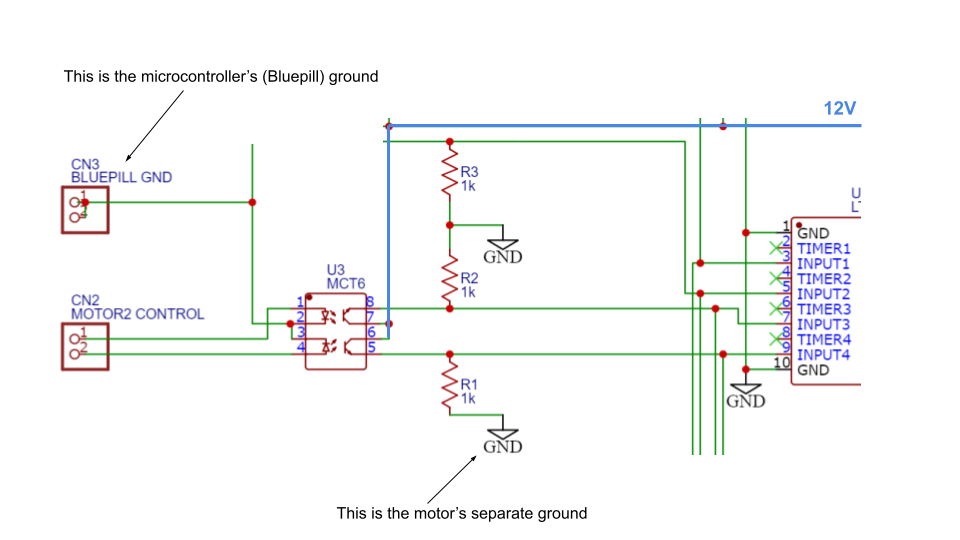 This is the microcontroller's (Bluepill) ground
12V
CN3
BLUEPILL GND
1
2
R3
1k
GND
R2
1k
U3
MCT6
1
2
3
4
8
7
6
5
CN2
MOTOR2 CONTROL
1
2
R1
1k
GND
U
1 GND
2 TIMER1
3 INPUT1
4 TIMER2
5 INPUT2
6 TIMER3
7 INPUT3
8 TIMER4
9 INPUT4
10 GND
GND
This is the motor's separate ground